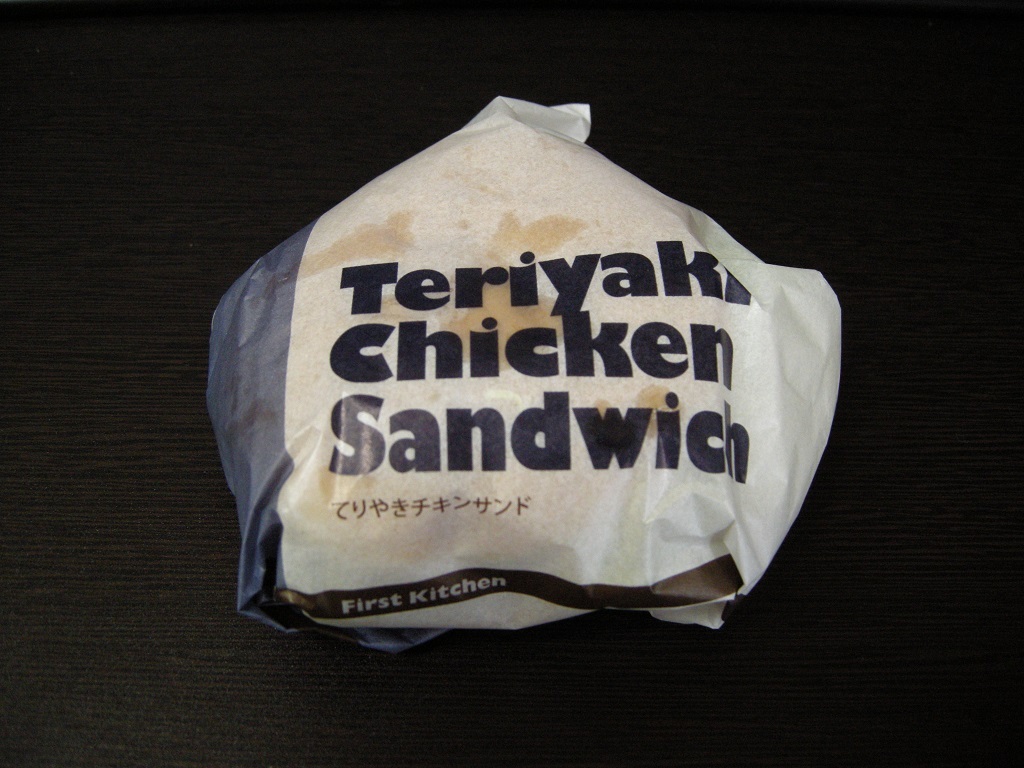 Teriyaki
Chicken
Sandwich
てりやきチキンサンド
First Kitchen